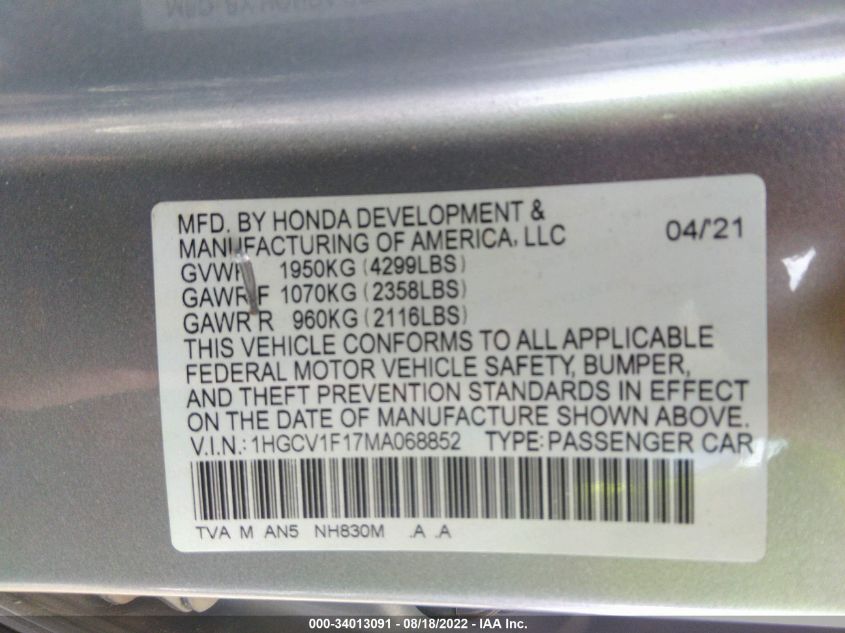 MFD. BY HONDA DEVELOPMENT &
MANUFACTURING OF AMERICA, LLC 04/'21
GVWR 1950KG (4299LBS)
GAWR F 1070KG (2358LBS)
GAWR R 960KG (2116LBS)
THIS VEHICLE CONFORMS TO ALL APPLICABLE
FEDERAL MOTOR VEHICLE SAFETY, BUMPER,
AND THEFT PREVENTION STANDARDS IN EFFECT
ON THE DATE OF MANUFACTURE SHOWN ABOVE.
V.I.N.: 1HGCV1F17MA068852 TYPE: PASSENGER CAR
TVA M AN5 NH830M .A .A
000-34013091 - 08/18/2022 - IAA Inc.